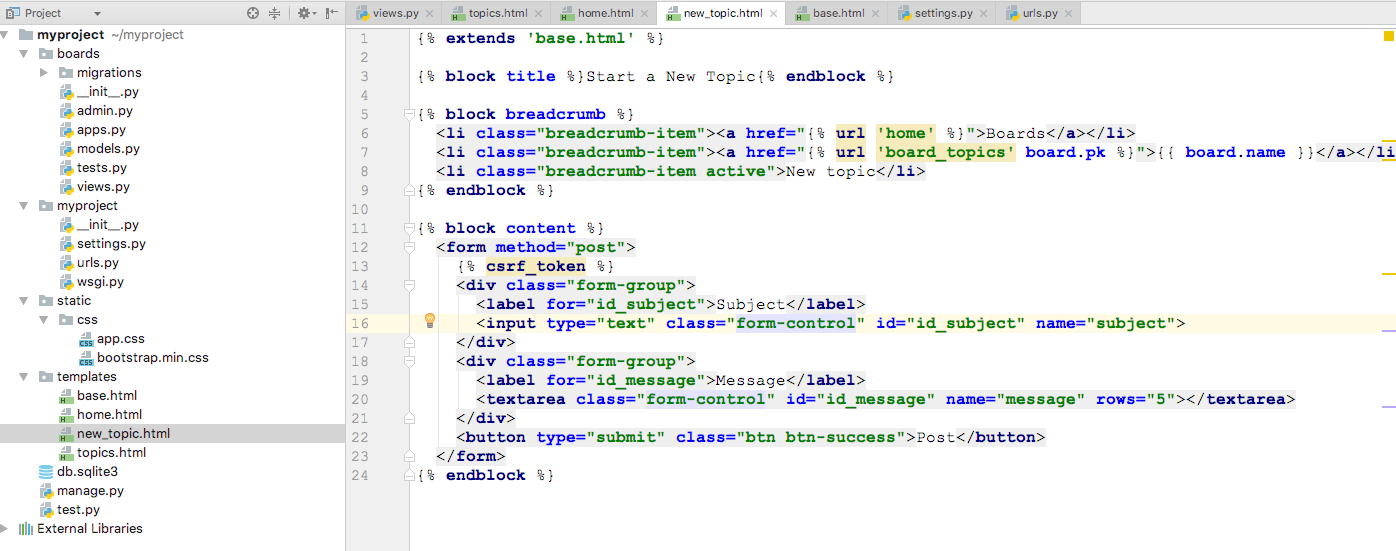 Project
views.py
topics.html
home.html
new_topic.html
base.html
settings.py
urls.py
myproject ~/myproject
boards
migrations
__init__.py
admin.py
apps.py
models.py
tests.py
views.py
myproject
__init__.py
settings.py
urls.py
wsgi.py
static
css
app.css
bootstrap.min.css
templates
base.html
home.html
new_topic.html
topics.html
db.sqlite3
manage.py
test.py
External Libraries
1 {% extends 'base.html' %}
2
3 {% block title %}Start a New Topic{% endblock %}
4
5 {% block breadcrumb %}
6   <li class="breadcrumb-item"><a href="{% url 'home' %}">Boards</a></li>
7   <li class="breadcrumb-item"><a href="{% url 'board_topics' board.pk %}">{{ board.name }}</a></li
8   <li class="breadcrumb-item active">New topic</li>
9 {% endblock %}
10
11 {% block content %}
12   <form method="post">
13     {% csrf_token %}
14     <div class="form-group">
15       <label for="id_subject">Subject</label>
16       <input type="text" class="form-control" id="id_subject" name="subject">
17     </div>
18     <div class="form-group">
19       <label for="id_message">Message</label>
20       <textarea class="form-control" id="id_message" name="message" rows="5"></textarea>
21     </div>
22     <button type="submit" class="btn btn-success">Post</button>
23   </form>
24 {% endblock %}